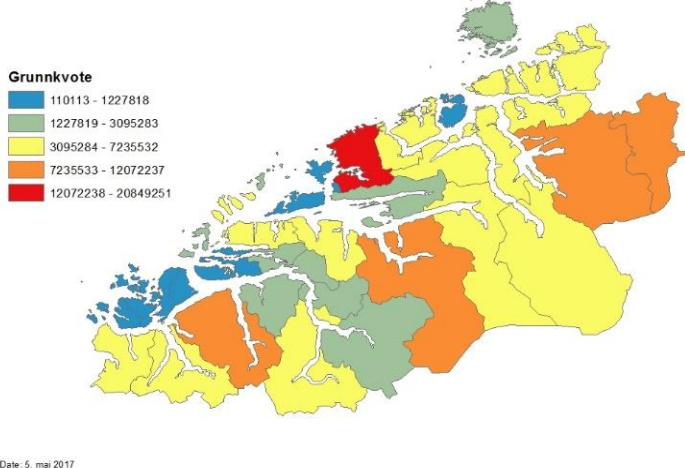 Grunnkvote
110113 - 1227818
1227819 - 3095283
3095284 - 7235532
7235533 - 12072237
12072238 - 20849251
Date: 5. mai 2017